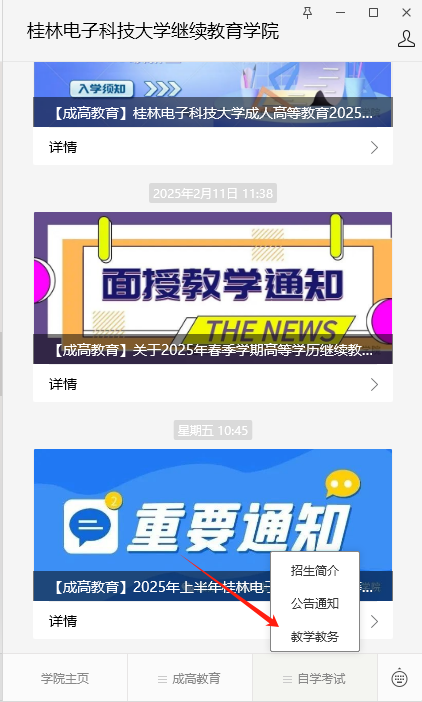 桂林电子科技大学继续教育学院
入学须知
【成高教育】桂林电子科技大学成人高等教育2025...
详情
2025年2月11日 11:38
面授教学通知
THE NEWS
【成高教育】关于2025年春季学期高等学历继续教...
详情
星期五 10:45
重要通知
【成高教育】2025年上半年桂林电子
详情
招生简介
公告通知
教学教务
学院主页
成高教育
自学考试